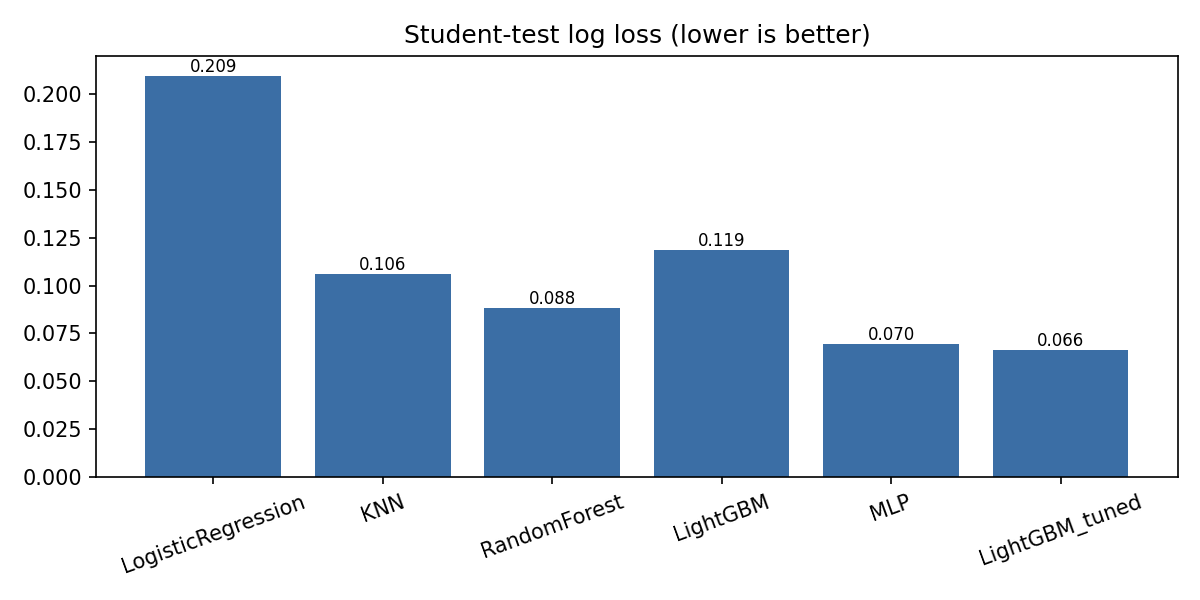 Student-test log loss (lower is better)
0.200
0.175
0.150
0.125
0.100
0.075
0.050
0.025
0.000
0.209
0.106
0.088
0.119
0.070
0.066
LogisticRegression
KNN
RandomForest
LightGBM
MLP
LightGBM_tuned